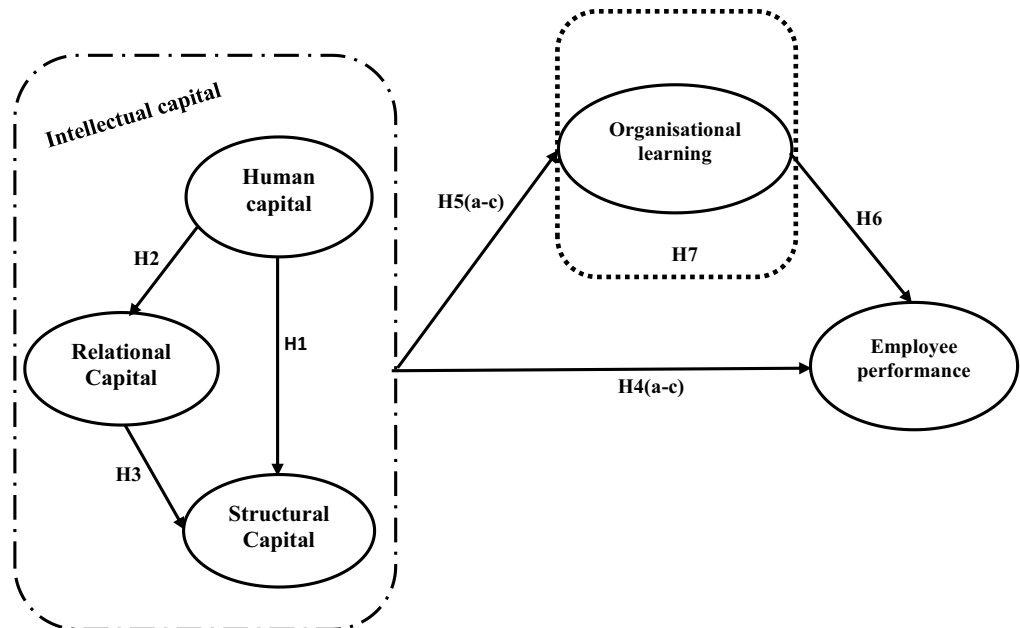 Intellectual capital
Human
capital
H2
H1
Relational
Capital
H3
Structural
Capital
H5(a-c)
Organisational
learning
H7
H6
H4(a-c)
Employee
performance